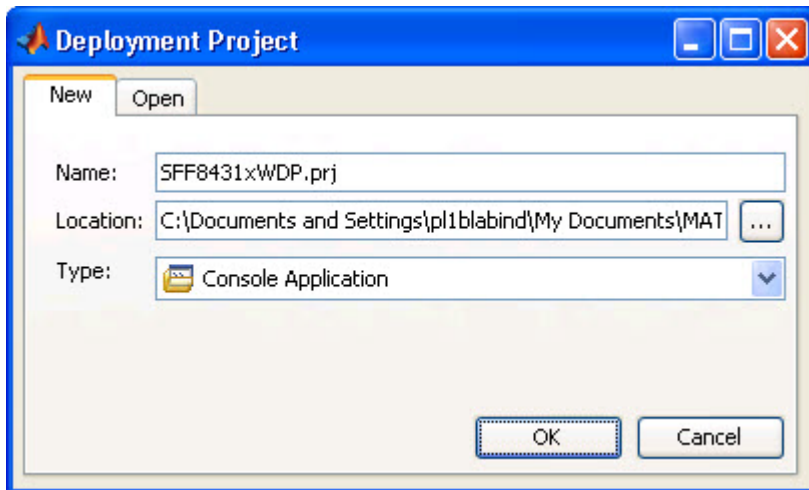 Deployment Project
New Open
Name: SFF8431xWDP.prj
Location: C:\Documents and Settings\pl1blabind\My Documents\MAT ...
Type: Console Application
OK Cancel